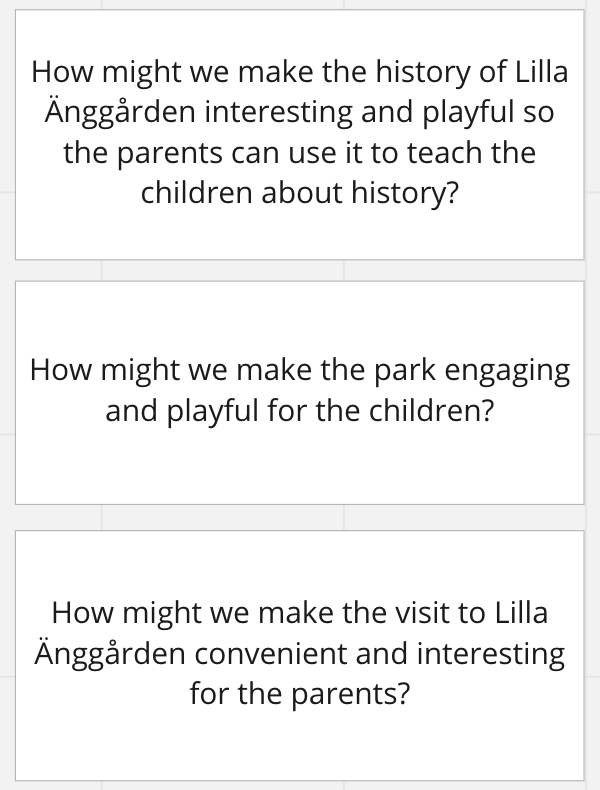 How might we make the history of Lilla
Änggården interesting and playful so
the parents can use it to teach the
children about history?
How might we make the park engaging
and playful for the children?
How might we make the visit to Lilla
Änggården convenient and interesting
for the parents?